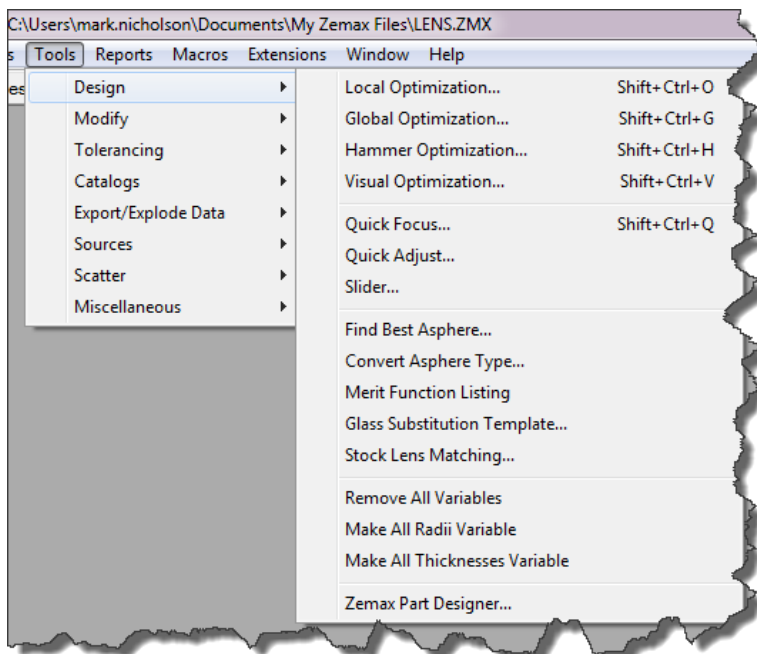 C:\Users\mark.nicholson\Documents\My Zemax Files\LENS.ZMX
s Tools Reports Macros Extensions Window Help
es
Design
Modify
Tolerancing
Catalogs
Export/Explode Data
Sources
Scatter
Miscellaneous
Local Optimization... Shift+Ctrl+O
Global Optimization... Shift+Ctrl+G
Hammer Optimization... Shift+Ctrl+H
Visual Optimization... Shift+Ctrl+V
Quick Focus... Shift+Ctrl+Q
Quick Adjust...
Slider...
Find Best Asphere...
Convert Asphere Type...
Merit Function Listing
Glass Substitution Template...
Stock Lens Matching...
Remove All Variables
Make All Radii Variable
Make All Thicknesses Variable
Zemax Part Designer...